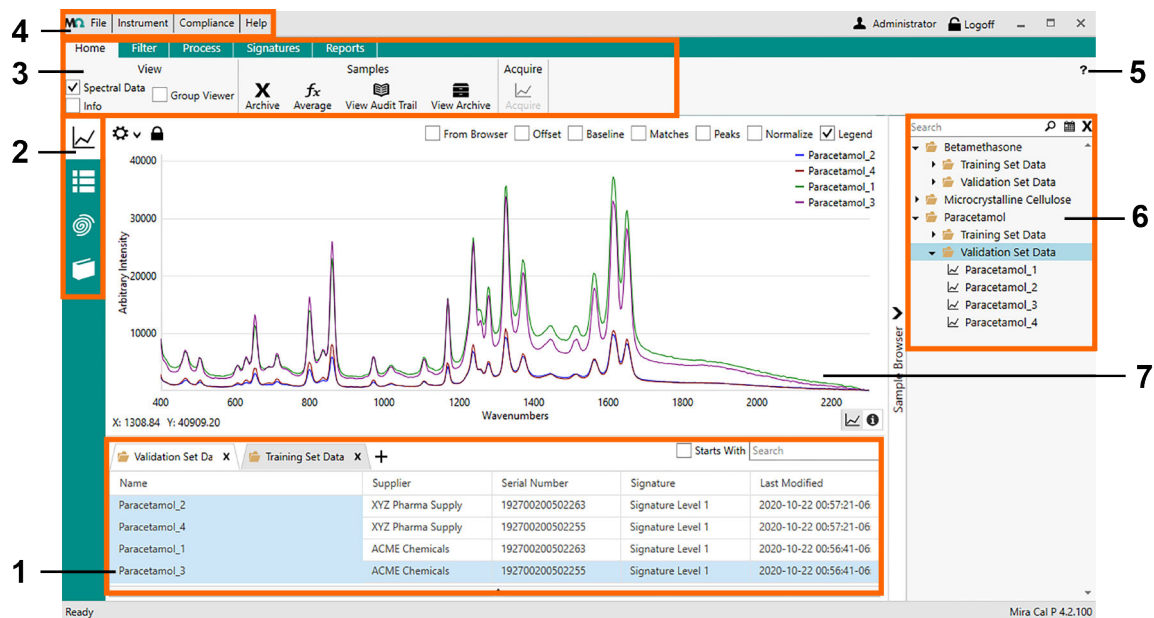 4
MQ File Instrument Compliance Help Administrator Logoff
Home Filter Process Signatures Reports
3
View Samples Acquire
5
?
Spectral Data Group Viewer
Info
X fx
Archive Average View Audit Trail View Archive Acquire
2
From Browser Offset Baseline Matches Peaks Normalize Legend
Search X
Betamethasone
Training Set Data
Validation Set Data
Microcrystalline Cellulose
Paracetamol
Training Set Data
Validation Set Data
Paracetamol_1
Paracetamol_2
Paracetamol_3
Paracetamol_4
6
Paracetamol_2
Paracetamol_4
Paracetamol_1
Paracetamol_3
Arbitrary Intensity
40000
30000
20000
10000
400 600 800 1000 1200 1400 1600 1800 2000 2200
Wavenumbers
X: 1308.84 Y: 40909.20
Sample Browser
7
Validation Set Da X Training Set Data X + Starts With Search
Name Supplier Serial Number Signature Last Modified
Paracetamol_2 XYZ Pharma Supply 192700200502263 Signature Level 1 2020-10-22 00:57:21-06:
Paracetamol_4 XYZ Pharma Supply 192700200502255 Signature Level 1 2020-10-22 00:57:21-06:
Paracetamol_1 ACME Chemicals 192700200502263 Signature Level 1 2020-10-22 00:56:41-06:
Paracetamol_3 ACME Chemicals 192700200502255 Signature Level 1 2020-10-22 00:56:41-06:
1
Ready Mira Cal P 4.2.100